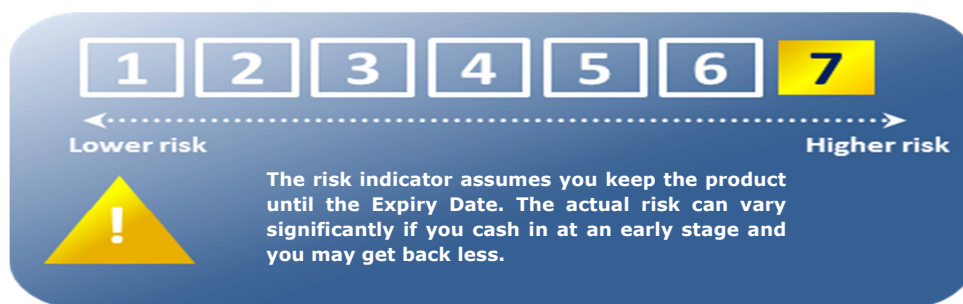 1 2 3 4 5 6 7
Lower risk Higher risk
!
The risk indicator assumes you keep the product
until the Expiry Date. The actual risk can vary
significantly if you cash in at an early stage and
you may get back less.